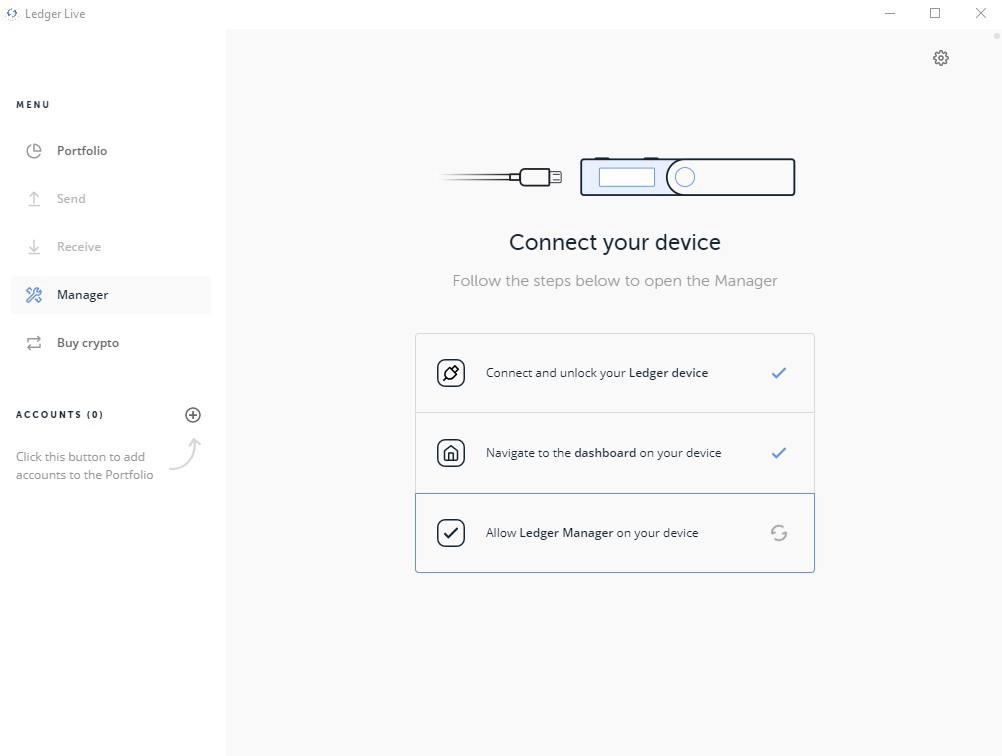 Ledger Live
MENU
Portfolio
Send
Receive
Manager
Buy crypto
ACCOUNTS (0)
Click this button to add
accounts to the Portfolio
Connect your device
Follow the steps below to open the Manager
Connect and unlock your Ledger device
Navigate to the dashboard on your device
Allow Ledger Manager on your device